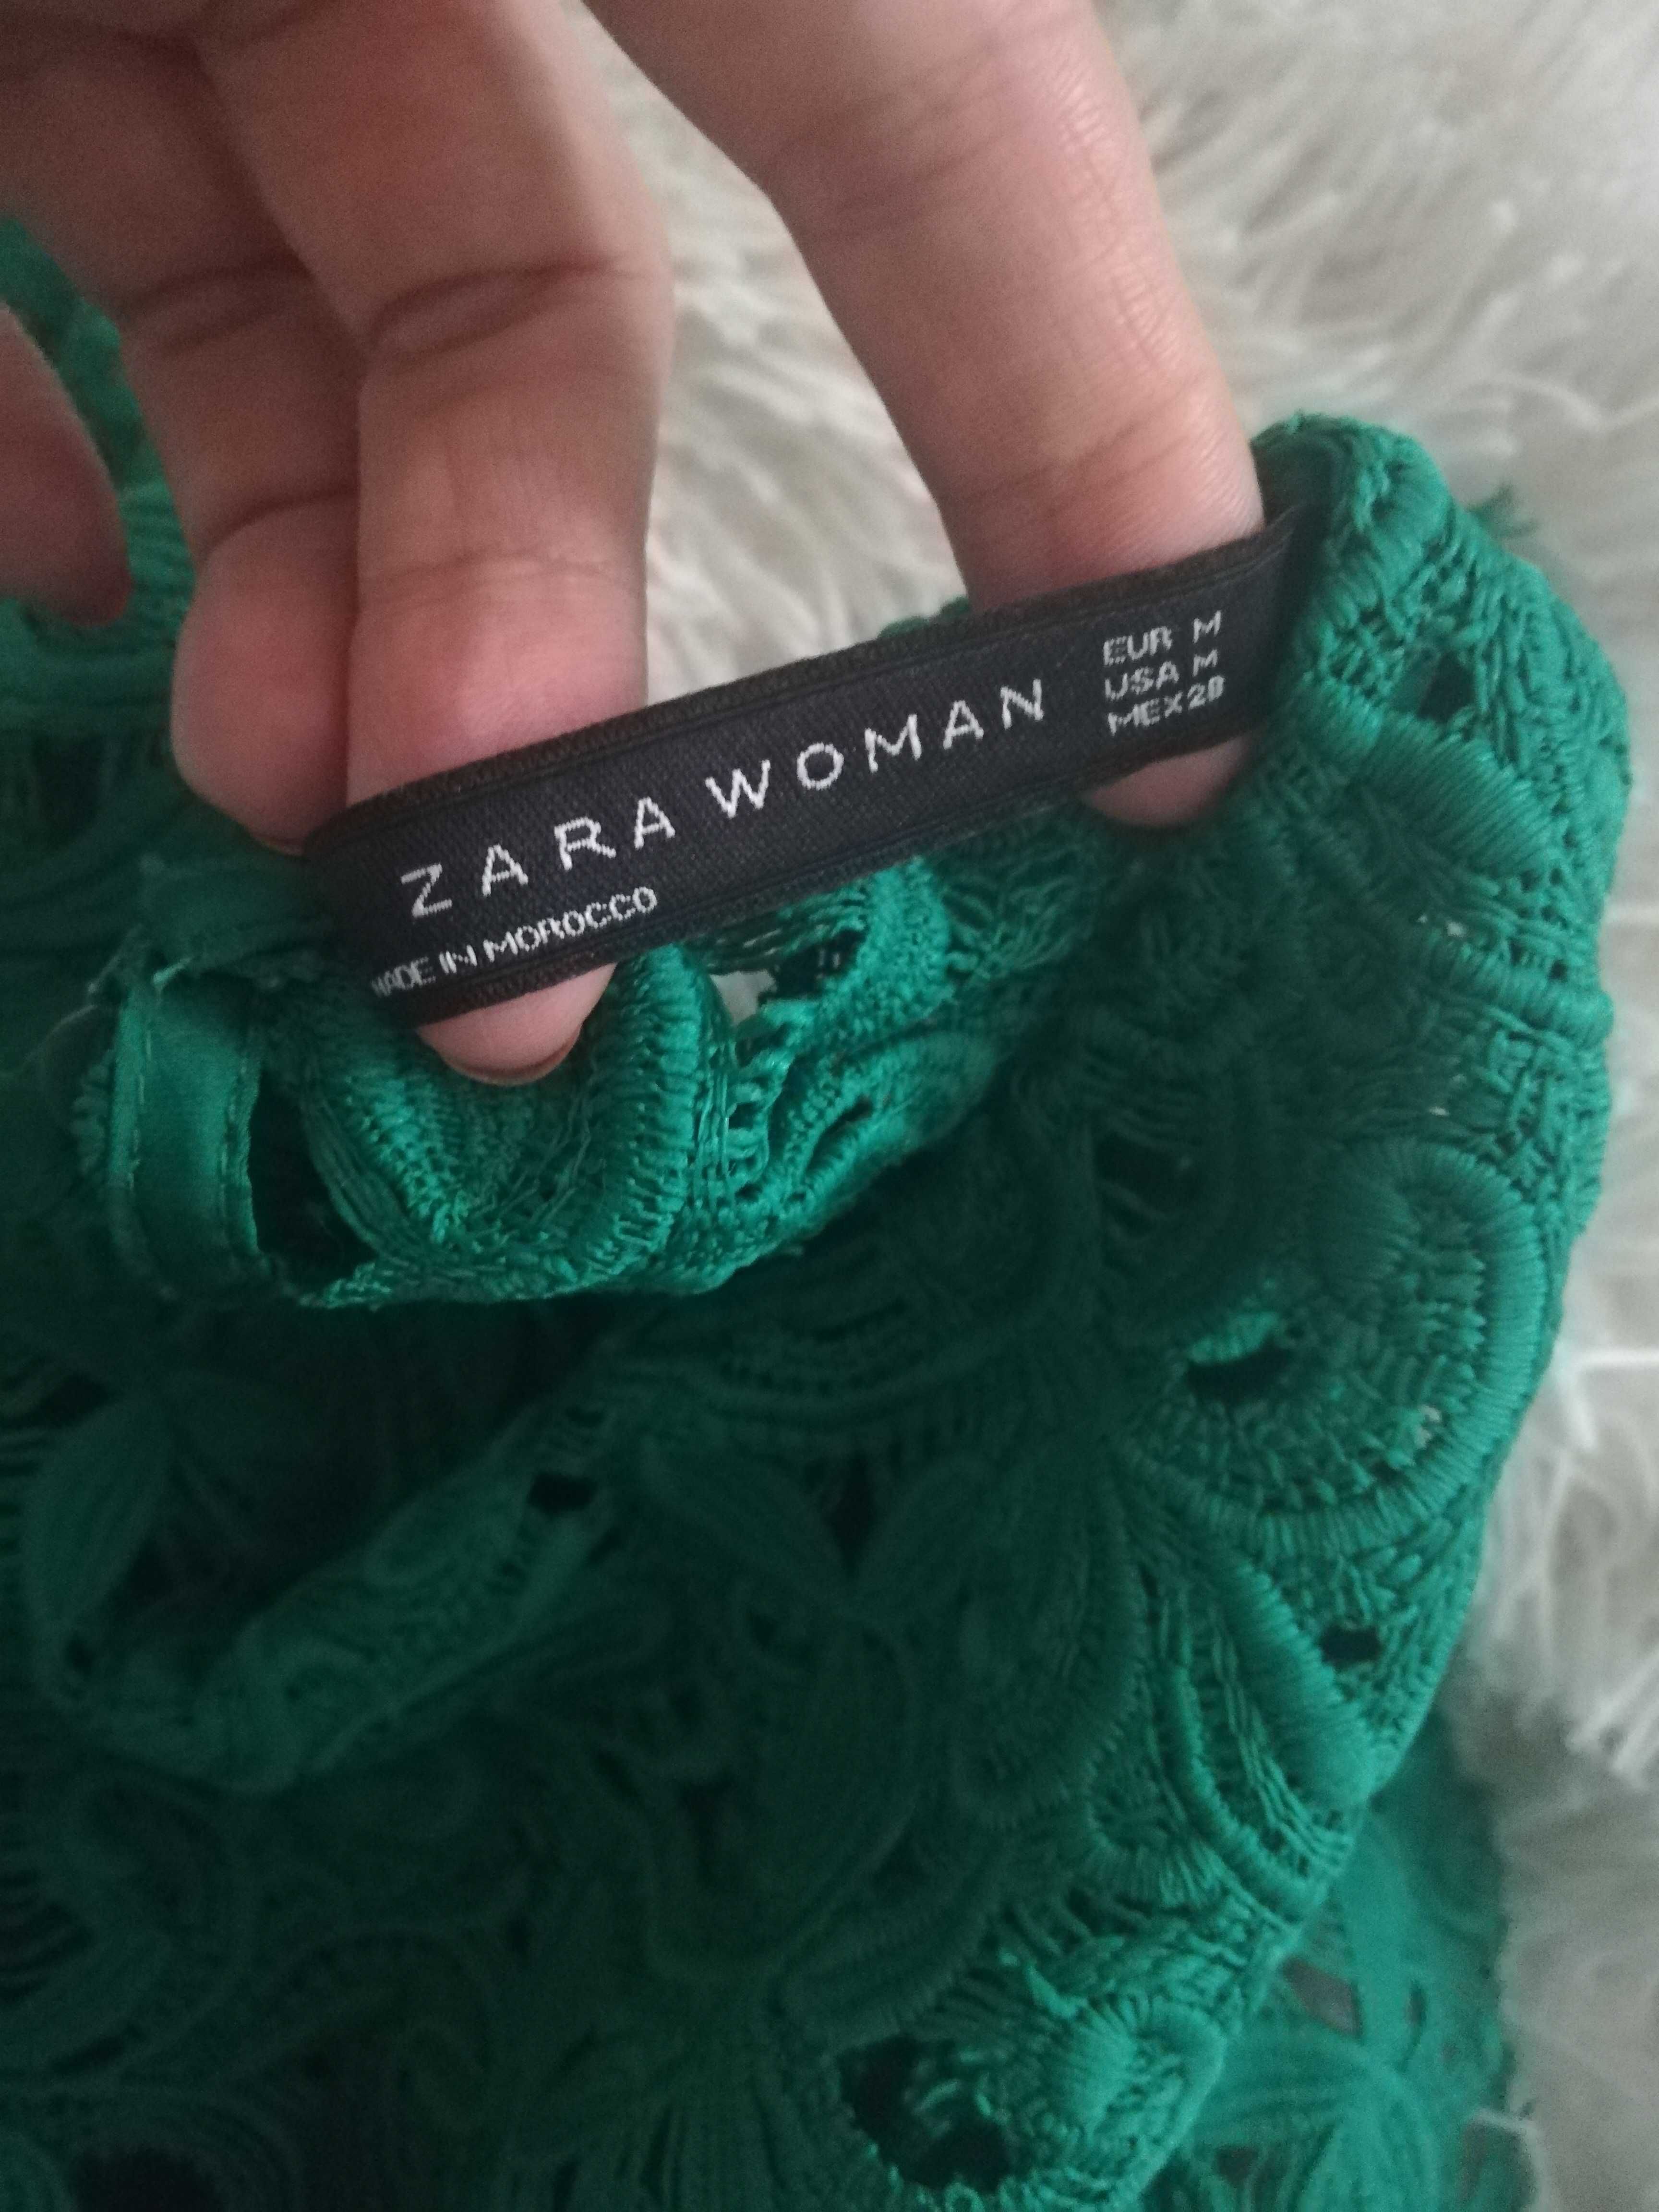 ZARA WOMAN
EUR M
USA M
MEX 28
MADE IN MOROCCO